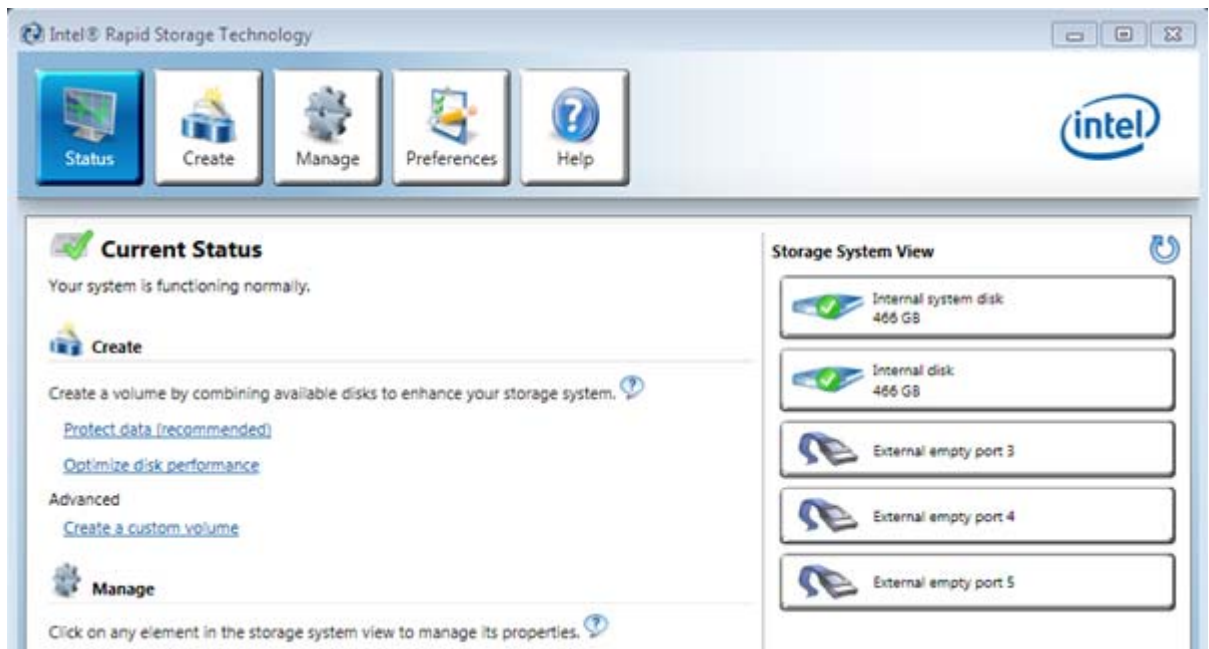 Intel® Rapid Storage Technology
Status
Create
Manage
Preferences
Help
intel
Current Status
Your system is functioning normally.
Create
Create a volume by combining available disks to enhance your storage system.
Protect data (recommended)
Optimize disk performance
Advanced
Create a custom volume
Manage
Click on any element in the storage system view to manage its properties.
Storage System View
Internal system disk
466 GB
Internal disk
466 GB
External empty port 3
External empty port 4
External empty port 5